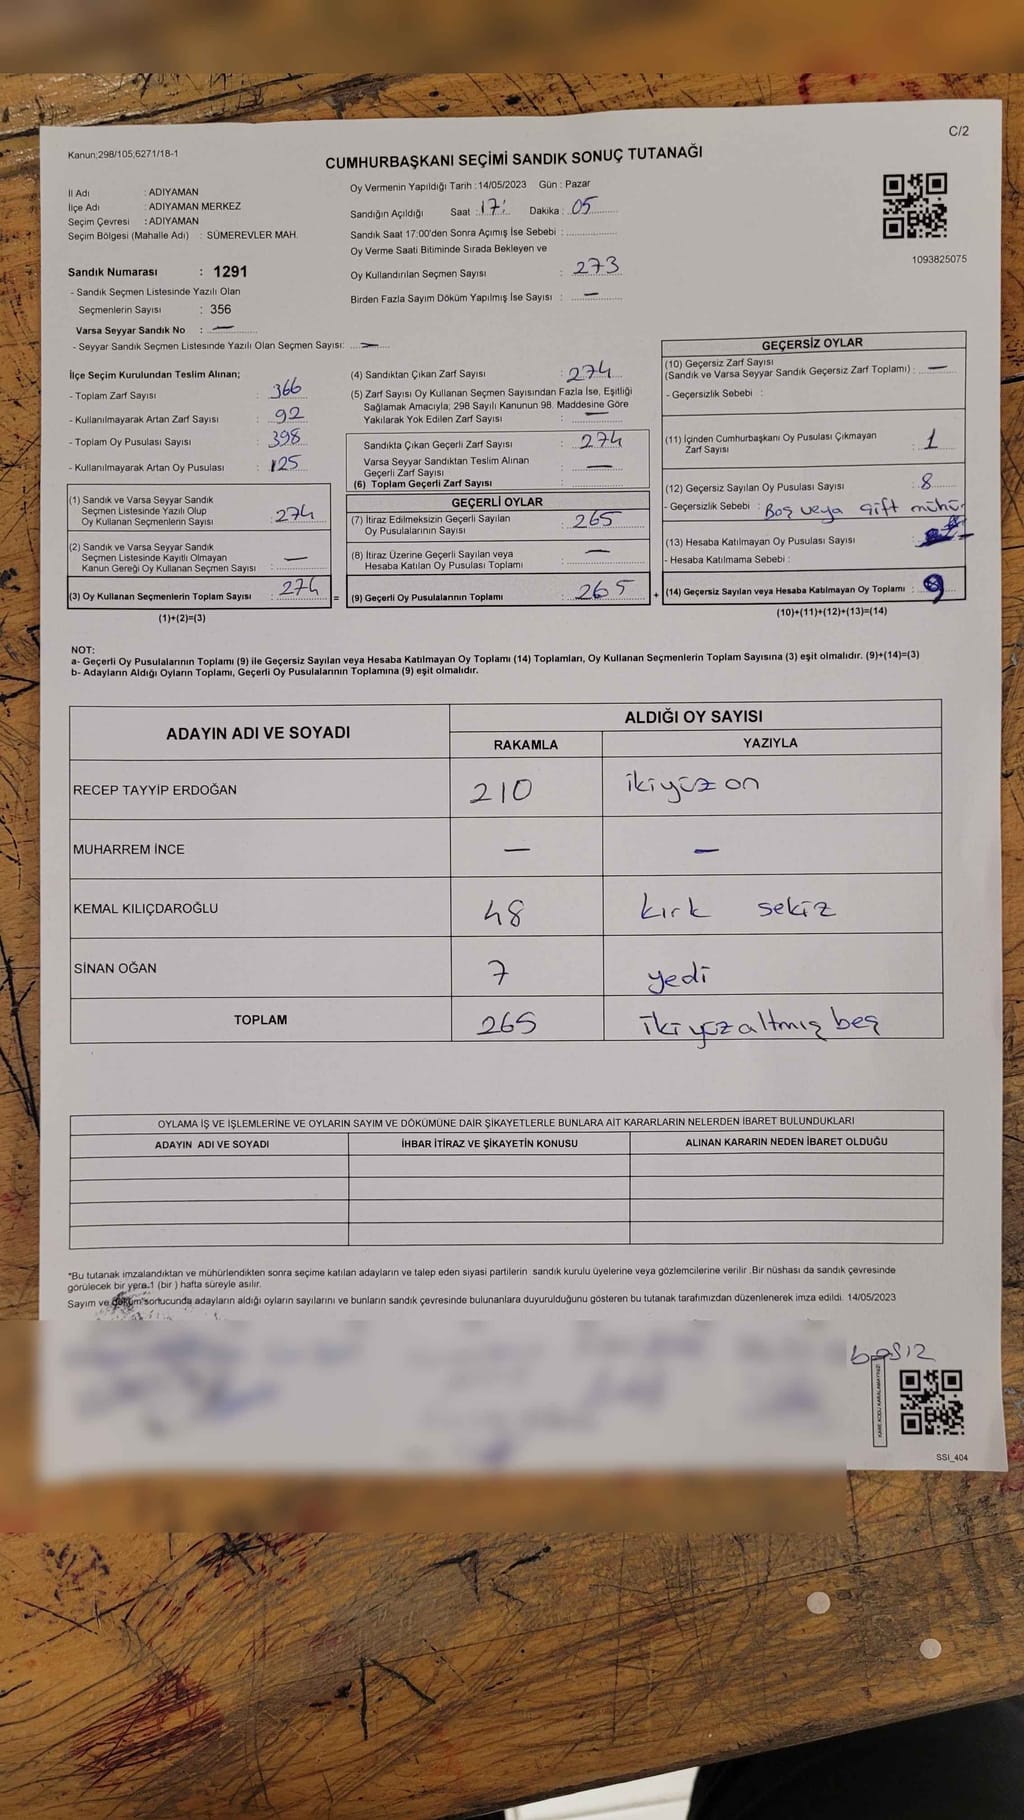 C/2
Kanun;298/105;6271/18-1
CUMHURBAŞKANI SEÇİMİ SANDIK SONUÇ TUTANAĞI
İl Adı : ADIYAMAN
İlçe Adı : ADIYAMAN MERKEZ
Seçim Çevresi : ADIYAMAN
Seçim Bölgesi (Mahalle Adı) : SÜMEREVLER MAH.
Sandık Numarası : 1291
- Sandık Seçmen Listesinde Yazılı Olan
Seçmenlerin Sayısı : 356
Varsa Seyyar Sandık No : —
- Seyyar Sandık Seçmen Listesinde Yazılı Olan Seçmen Sayısı: —
Oy Vermenin Yapıldığı Tarih : 14/05/2023 Gün : Pazar
Sandığın Açıldığı Saat : 17: Dakika : 05
Sandık Saat 17:00'den Sonra Açımış İse Sebebi :
Oy Verme Saati Bitiminde Sırada Bekleyen ve
Oy Kullandırılan Seçmen Sayısı : 273
Birden Fazla Sayım Döküm Yapılmış İse Sayısı : —
1093825075
İlçe Seçim Kurulundan Teslim Alınan;
- Toplam Zarf Sayısı : 366
- Kullanılmayarak Artan Zarf Sayısı : 92
- Toplam Oy Pusulası Sayısı : 398
- Kullanılmayarak Artan Oy Pusulası : 125
(1) Sandık ve Varsa Seyyar Sandık
Seçmen Listesinde Yazılı Olup
Oy Kullanan Seçmenlerin Sayısı : 274
(2) Sandık ve Varsa Seyyar Sandık
Seçmen Listesinde Kayıtlı Olmayan
Kanun Gereği Oy Kullanan Seçmen Sayısı : —
(3) Oy Kullanan Seçmenlerin Toplam Sayısı : 274 =
(1)+(2)=(3)
(4) Sandıktan Çıkan Zarf Sayısı : 274
(5) Zarf Sayısı Oy Kullanan Seçmen Sayısından Fazla İse, Eşitliği
Sağlamak Amacıyla; 298 Sayılı Kanunun 98. Maddesine Göre
Yakılarak Yok Edilen Zarf Sayısı : —
Sandıkta Çıkan Geçerli Zarf Sayısı : 274
Varsa Seyyar Sandıktan Teslim Alınan
Geçerli Zarf Sayısı : —
(6) Toplam Geçerli Zarf Sayısı :
GEÇERLİ OYLAR
(7) İtiraz Edilmeksizin Geçerli Sayılan
Oy Pusulalarının Sayısı : 265
(8) İtiraz Üzerine Geçerli Sayılan veya
Hesaba Katılan Oy Pusulası Toplamı : —
(9) Geçerli Oy Pusulalarının Toplamı : 265 +
GEÇERSİZ OYLAR
(10) Geçersiz Zarf Sayısı
(Sandık ve Varsa Seyyar Sandık Geçersiz Zarf Toplamı) : —
- Geçersizlik Sebebi :
(11) İçinden Cumhurbaşkanı Oy Pusulası Çıkmayan
Zarf Sayısı : 1
(12) Geçersiz Sayılan Oy Pusulası Sayısı : 8
- Geçersizlik Sebebi : Boş veya çift mühür
(13) Hesaba Katılmayan Oy Pusulası Sayısı :
- Hesaba Katılmama Sebebi :
(14) Geçersiz Sayılan veya Hesaba Katılmayan Oy Toplamı : 9
(10)+(11)+(12)+(13)=(14)
NOT:
a- Geçerli Oy Pusulalarının Toplamı (9) ile Geçersiz Sayılan veya Hesaba Katılmayan Oy Toplamı (14) Toplamları, Oy Kullanan Seçmenlerin Toplam Sayısına (3) eşit olmalıdır. (9)+(14)=(3)
b- Adayların Aldığı Oyların Toplamı, Geçerli Oy Pusulalarının Toplamına (9) eşit olmalıdır.
ADAYIN ADI VE SOYADI ALDIĞI OY SAYISI
RAKAMLA YAZIYLA
RECEP TAYYİP ERDOĞAN 210 ikiyüz on
MUHARREM İNCE — —
KEMAL KILIÇDAROĞLU 48 kırk sekiz
SİNAN OĞAN 7 yedi
TOPLAM 265 ikiyüzaltmış beş
OYLAMA İŞ VE İŞLEMLERİNE VE OYLARIN SAYIM VE DÖKÜMÜNE DAİR ŞİKAYETLERLE BUNLARA AİT KARARLARIN NELERDEN İBARET BULUNDUKLARI
ADAYIN ADI VE SOYADI İHBAR İTİRAZ VE ŞİKAYETİN KONUSU ALINAN KARARIN NEDEN İBARET OLDUĞU
*Bu tutanak imzalandıktan ve mühürlendikten sonra seçime katılan adayların ve talep eden siyasi partilerin sandık kurulu üyelerine veya gözlemcilerine verilir .Bir nüshası da sandık çevresinde
görülecek bir yere 1 (bir ) hafta süreyle asılır.
Sayım ve döküm sonucunda adayların aldığı oyların sayılarını ve bunların sandık çevresinde bulunanlara duyurulduğunu gösteren bu tutanak tarafımızdan düzenlenerek imza edildi. 14/05/2023
KARE KODU KARALAMAYINIZ!
SSI_404